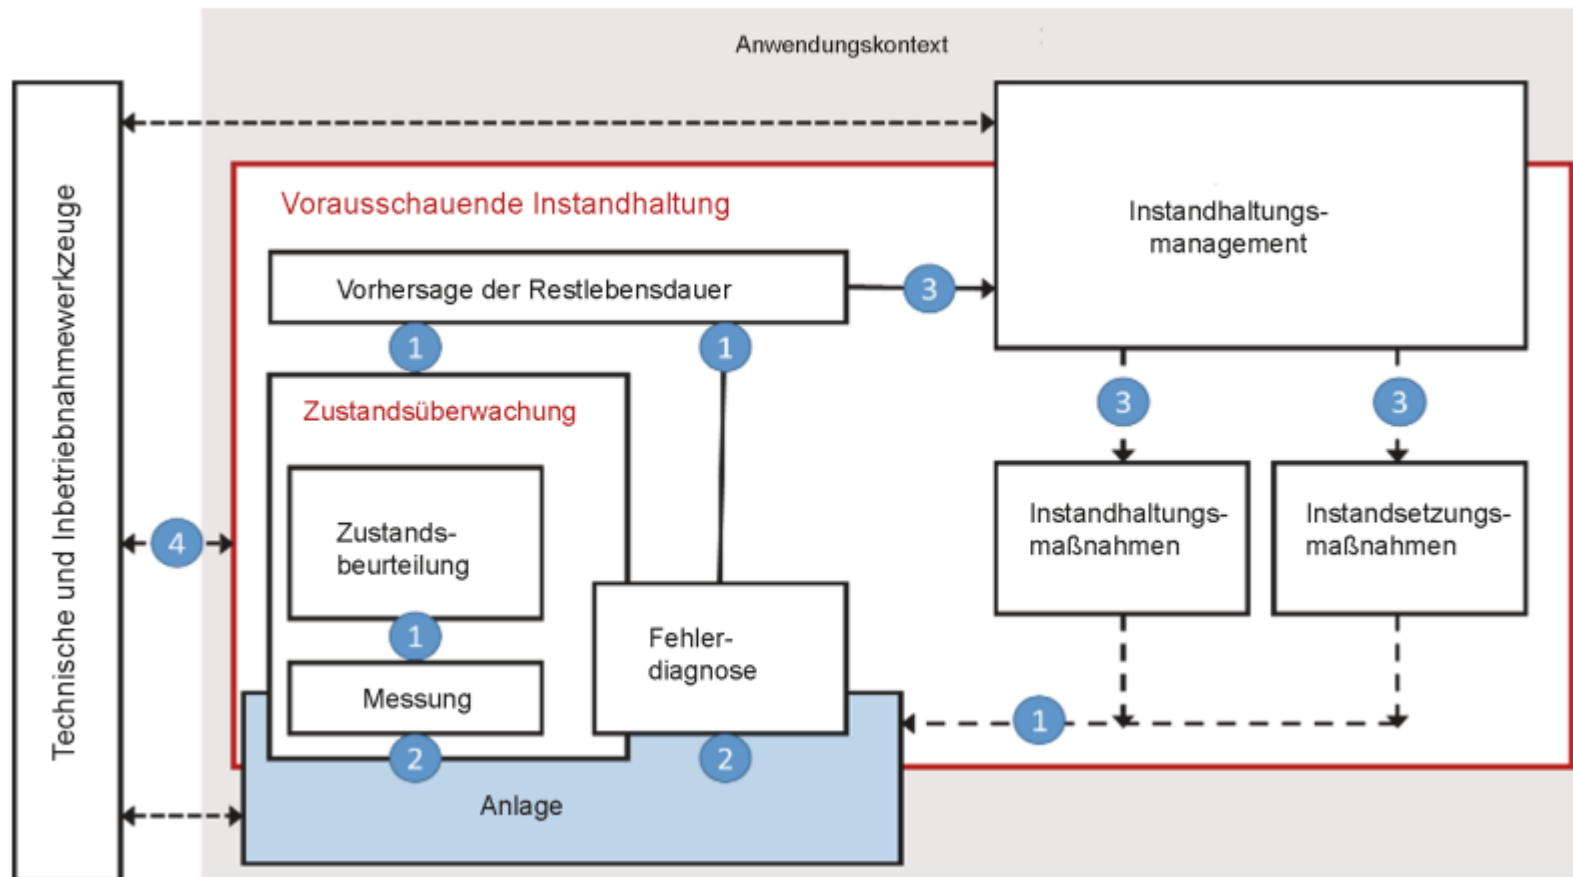 Anwendungskontext
Technische und Inbetriebnahmewerkzeuge
Vorausschauende Instandhaltung
Instandhaltungs-
management
Vorhersage der Restlebensdauer
3
1
1
Zustandsüberwachung
3
3
Zustands-
beurteilung
Instandhaltungs-
maßnahmen
Instandsetzungs-
maßnahmen
4
1
Fehler-
diagnose
Messung
1
2
2
Anlage